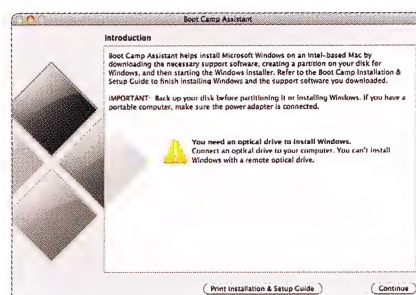 Boot Camp Assistant
Introduction
Boot Camp Assistant helps install Microsoft Windows on an Intel-based Mac by
downloading the necessary support software, creating a partition on your disk for
Windows, and then starting the Windows installer. Refer to the Boot Camp Installation &
Setup Guide to finish installing Windows and the support software you downloaded.
IMPORTANT: Back up your disk before partitioning it or installing Windows. If you have a
portable computer, make sure the power adapter is connected.
You need an optical drive to install Windows.
Connect an optical drive to your computer. You can't install
Windows with a remote optical drive.
Print Installation & Setup Guide
Continue